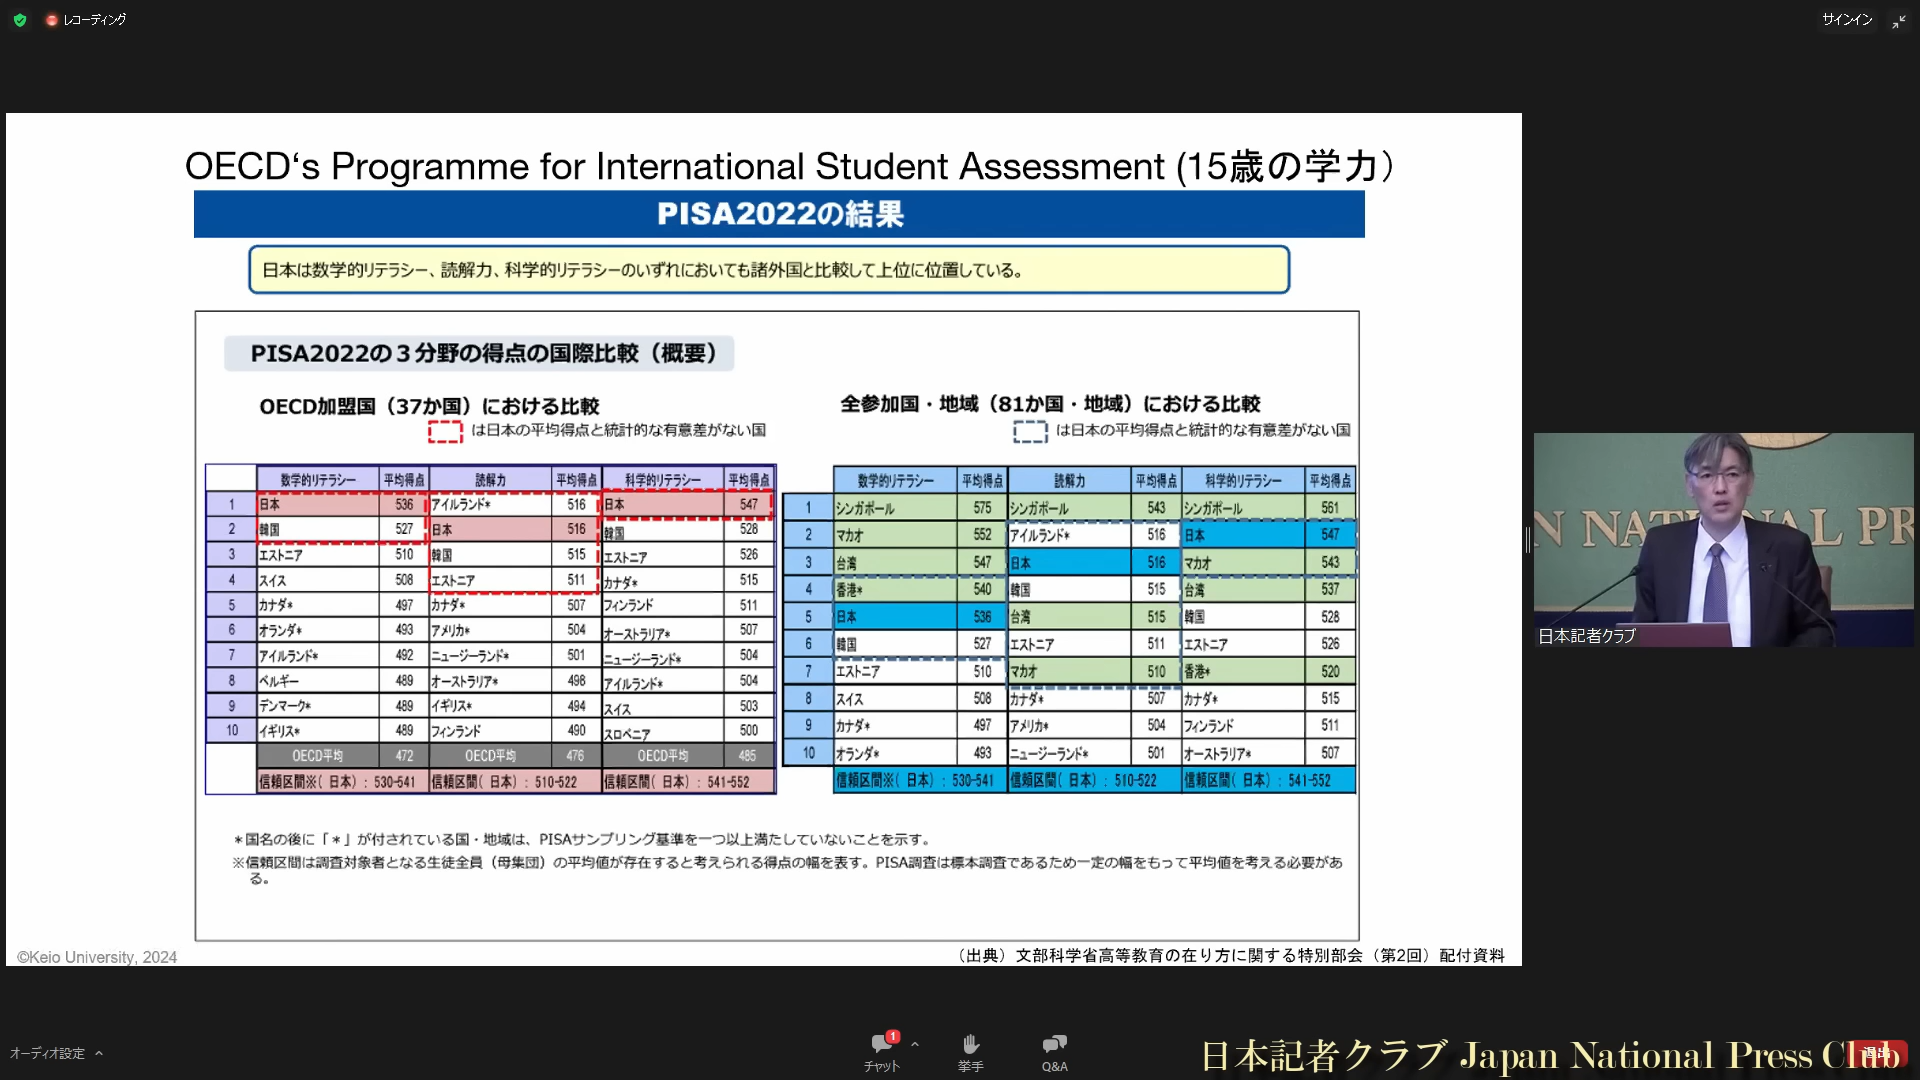 レコーディング
サインイン
OECD‘s Programme for International Student Assessment (15歳の学力）
PISA2022の結果
日本は数学的リテラシー、読解力、科学的リテラシーのいずれにおいても諸外国と比較して上位に位置している。
PISA2022の３分野の得点の国際比較（概要）
OECD加盟国（37か国）における比較
は日本の平均得点と統計的な有意差がない国
数学的リテラシー 平均得点 読解力 平均得点 科学的リテラシー 平均得点
1 日本 536 アイルランド* 516 日本 547
2 韓国 527 日本 516 韓国 528
3 エストニア 510 韓国 515 エストニア 526
4 スイス 508 エストニア 511 カナダ* 515
5 カナダ* 497 カナダ* 507 フィンランド 511
6 オランダ* 493 アメリカ* 504 オーストラリア* 507
7 アイルランド* 492 ニュージーランド* 501 ニュージーランド* 504
8 ベルギー 489 オーストラリア* 498 アイルランド* 504
9 デンマーク* 489 イギリス* 494 スイス 503
10 イギリス* 489 フィンランド 490 スロベニア 500
OECD平均 472 OECD平均 476 OECD平均 485
信頼区間※( 日本) : 530-541 信頼区間( 日本) : 510-522 信頼区間( 日本) : 541-552
全参加国・地域（81か国・地域）における比較
は日本の平均得点と統計的な有意差がない国
数学的リテラシー 平均得点 読解力 平均得点 科学的リテラシー 平均得点
1 シンガポール 575 シンガポール 543 シンガポール 561
2 マカオ 552 アイルランド* 516 日本 547
3 台湾 547 日本 516 マカオ 543
4 香港* 540 韓国 515 台湾 537
5 日本 536 台湾 515 韓国 528
6 韓国 527 エストニア 511 エストニア 526
7 エストニア 510 マカオ 510 香港* 520
8 スイス 508 カナダ* 507 カナダ* 515
9 カナダ* 497 アメリカ* 504 フィンランド 511
10 オランダ* 493 ニュージーランド* 501 オーストラリア* 507
信頼区間※( 日本) : 530-541 信頼区間( 日本) : 510-522 信頼区間( 日本) : 541-552
＊国名の後に「＊」が付されている国・地域は、PISAサンプリング基準を一つ以上満たしていないことを示す。
※信頼区間は調査対象者となる生徒全員（母集団）の平均値が存在すると考えられる得点の幅を表す。PISA調査は標本調査であるため一定の幅をもって平均値を考える必要があ
る。
©Keio University, 2024
（出典）文部科学省高等教育の在り方に関する特別部会（第2回）配付資料
N NATIONAL PR
日本記者クラブ
オーディオ設定
1
チャット
挙手
Q&A
退出
日本記者クラブ Japan National Press Club